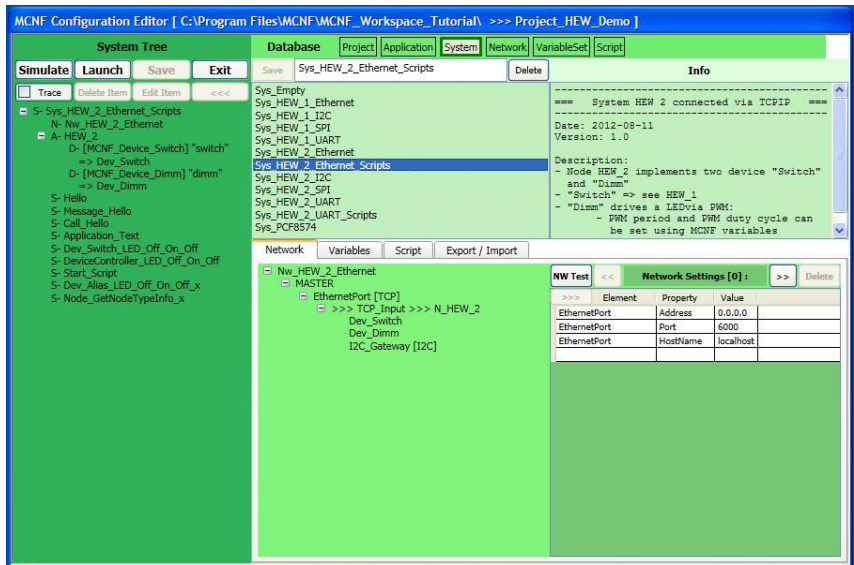 MCNF Configuration Editor [ C:\Program Files\MCNF\MCNF_Workspace_Tutorial\ >>> Project_HEW_Demo ]
System Tree
Simulate Launch Save Exit
Trace Delete Item Edit Item <<<
S- Sys_HEW_2_Ethernet_Scripts
N- Nw_HEW_2_Ethernet
A- HEW_2
D- [MCNF_Device_Switch] "switch"
=> Dev_Switch
D- [MCNF_Device_Dimm] "dimm"
=> Dev_Dimm
S- Hello
S- Message_Hello
S- Call_Hello
S- Application_Text
S- Dev_Switch_LED_Off_On_Off
S- DeviceController_LED_Off_On_Off
S- Start_Script
S- Dev_Alias_LED_Off_On_Off_x
S- Node_GetNodeTypeInfo_x
Database Project Application System Network VariableSet Script
Save Sys_HEW_2_Ethernet_Scripts Delete
Sys_Empty
Sys_HEW_1_Ethernet
Sys_HEW_1_I2C
Sys_HEW_1_SPI
Sys_HEW_1_UART
Sys_HEW_2_Ethernet
Sys_HEW_2_Ethernet_Scripts
Sys_HEW_2_I2C
Sys_HEW_2_SPI
Sys_HEW_2_UART
Sys_HEW_2_UART_Scripts
Sys_PCF8574
Info
=== System HEW 2 connected via TCPIP ===
Date: 2012-08-11
Version: 1.0
Description:
- Node HEW_2 implements two device "Switch"
and "Dimm"
- "Switch" => see HEW_1
- "Dimm" drives a LEDvia PWM:
- PWM period and PWM duty cycle can
be set using MCNF variables
Network Variables Script Export / Import
Nw_HEW_2_Ethernet
MASTER
EthernetPort [TCP]
>>> TCP_Input >>> N_HEW_2
Dev_Switch
Dev_Dimm
I2C_Gateway [I2C]
NW Test << Network Settings [0] : >> Delete
>>> Element Property Value
EthernetPort Address 0.0.0.0
EthernetPort Port 6000
EthernetPort HostName localhost